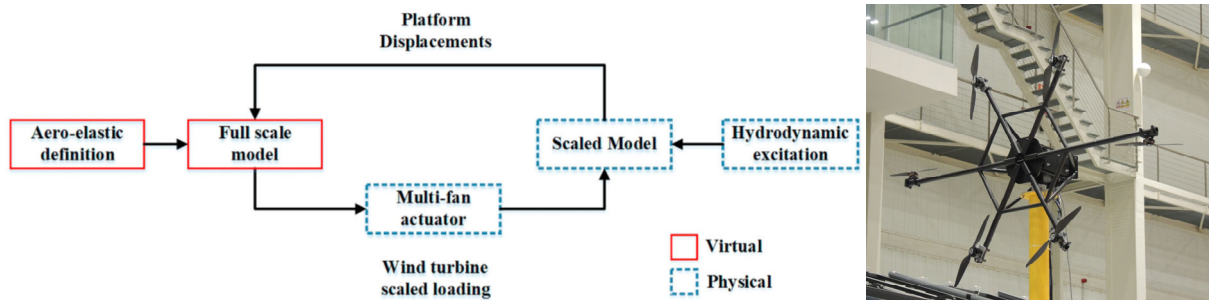 Platform
Displacements
Aero-elastic
definition
Full scale
model
Scaled Model
Hydrodynamic
excitation
Multi-fan
actuator
Wind turbine
scaled loading
Virtual
Physical